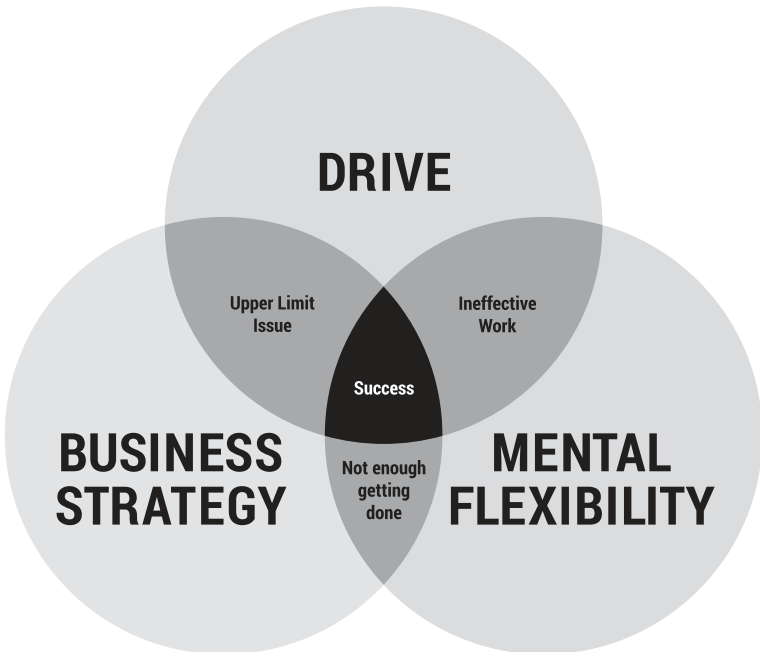 DRIVE
Upper Limit
Issue
Ineffective
Work
Success
BUSINESS
STRATEGY
Not enough
getting
done
MENTAL
FLEXIBILITY